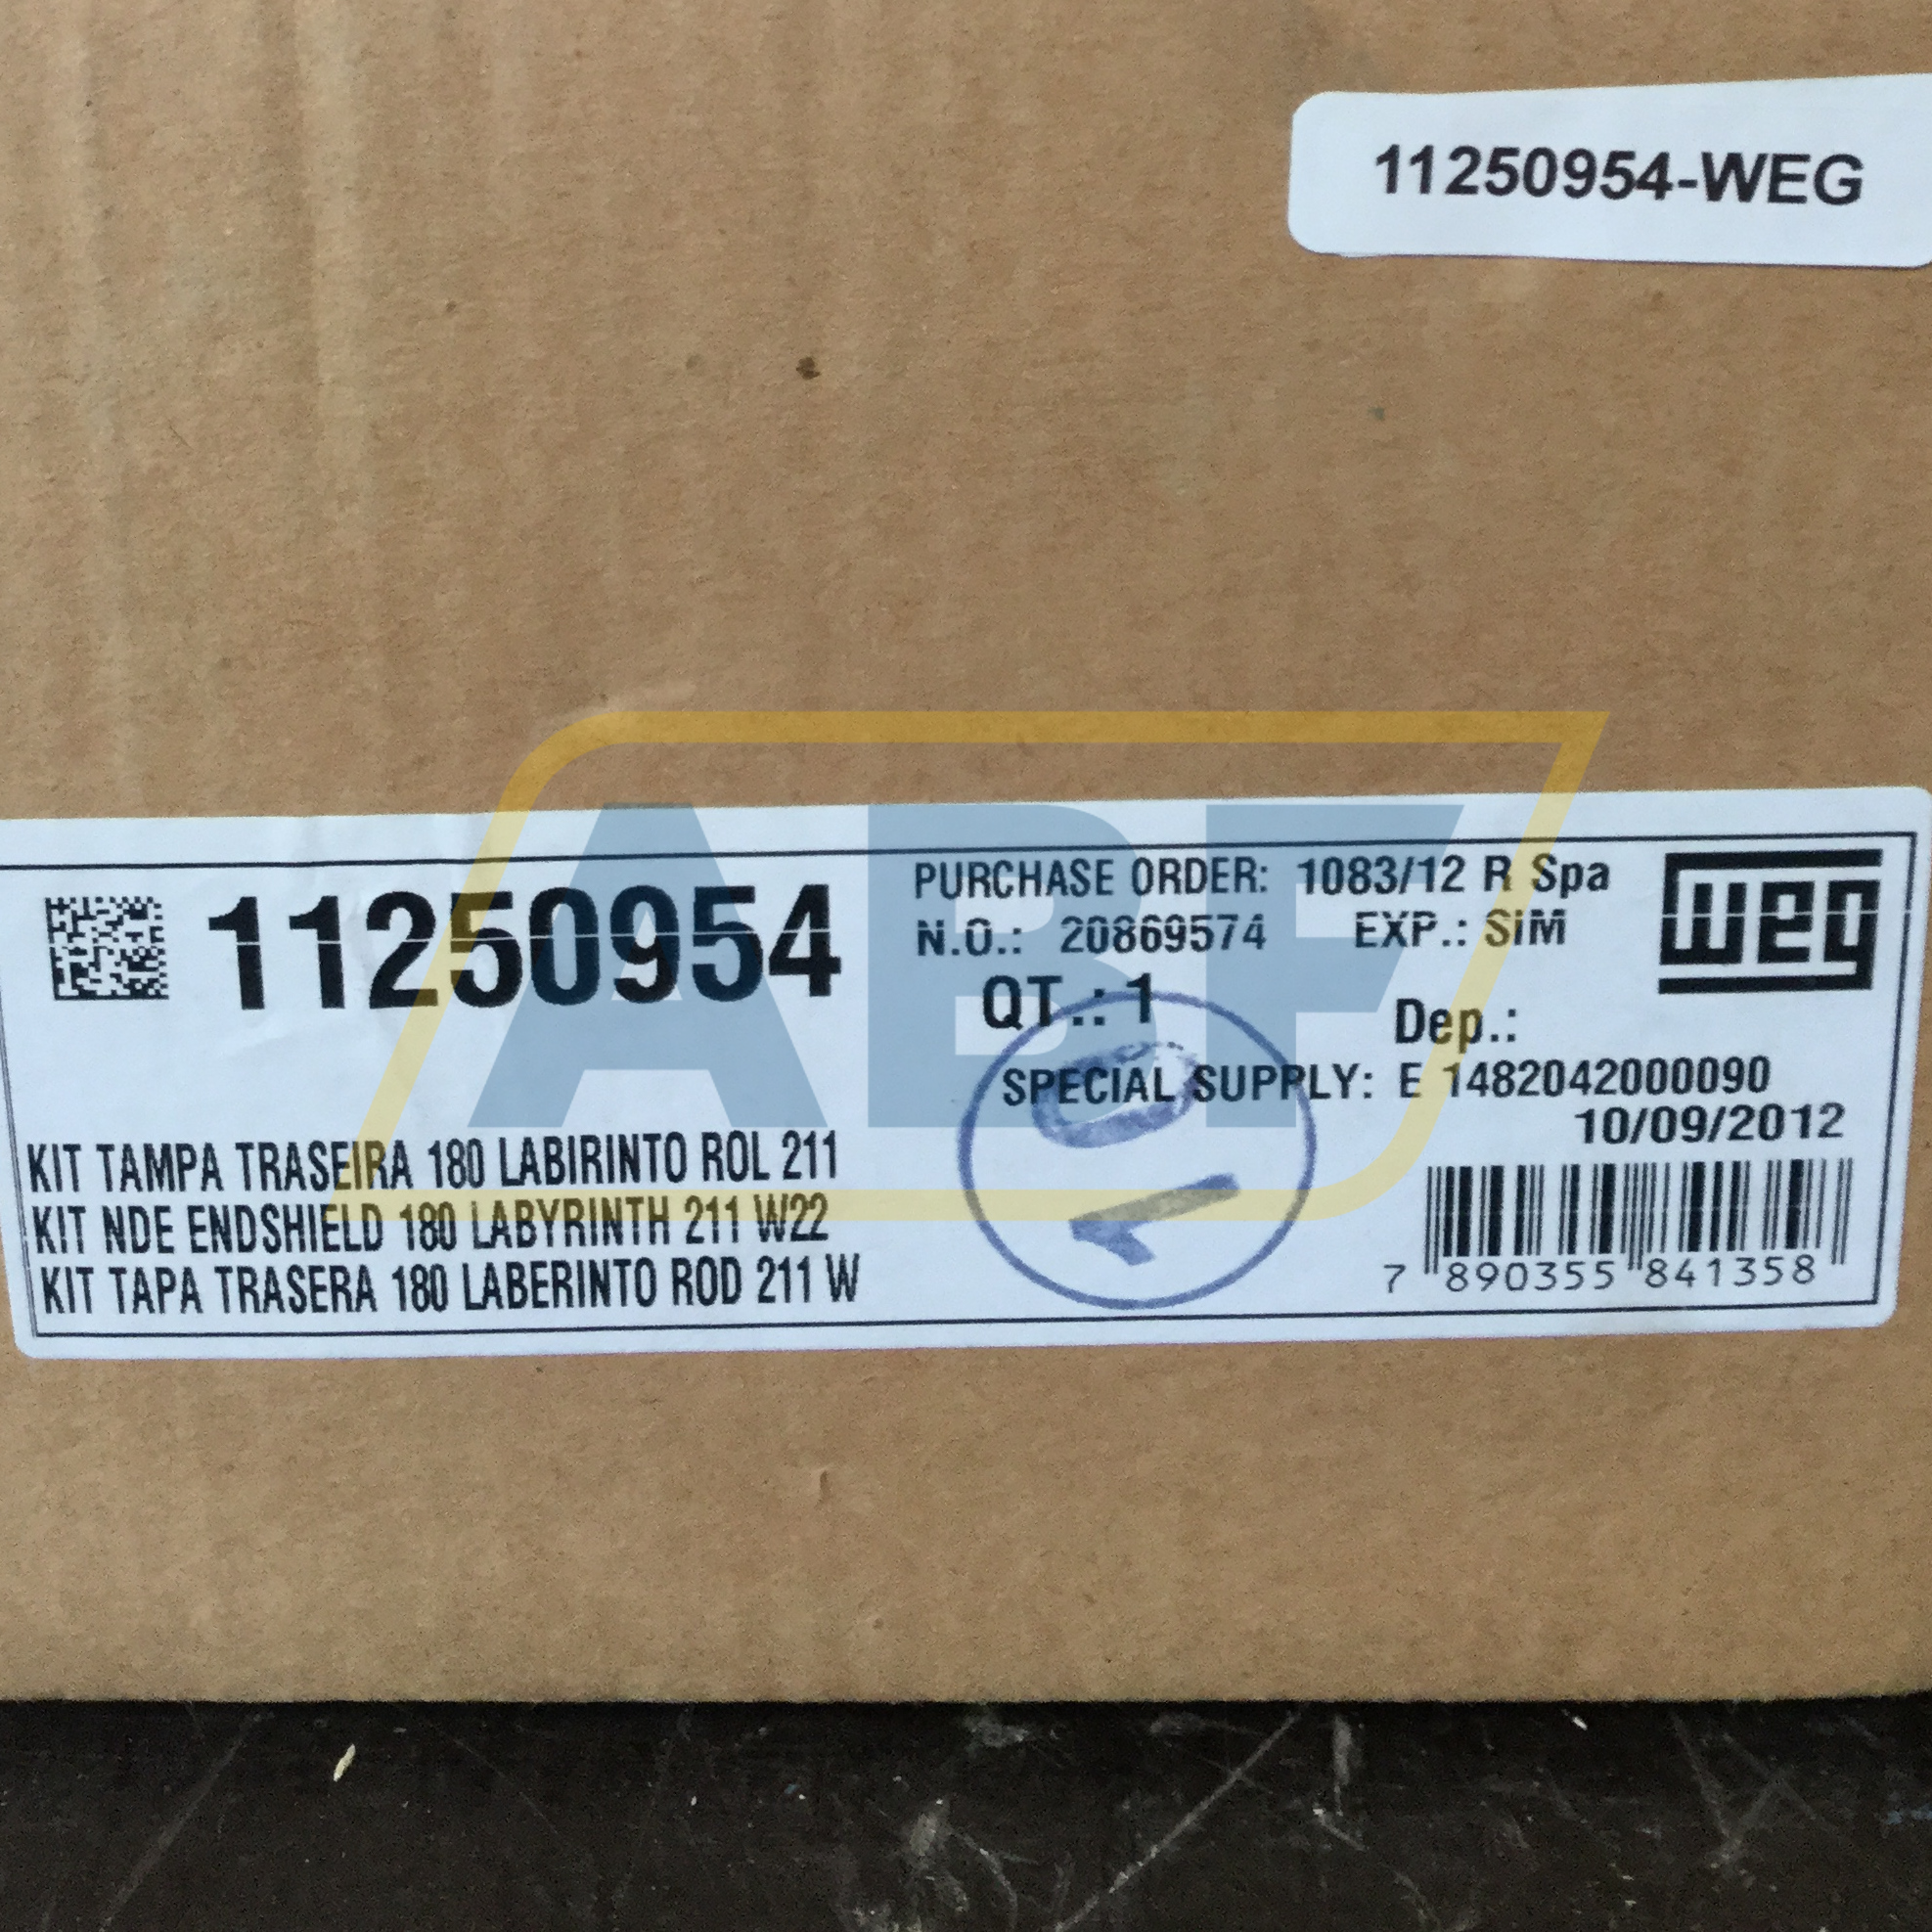 11250954-WEG
11250954
PURCHASE ORDER: 1083/12 R Spa
N.O.: 20869574 EXP.: SIM
weg
QT.: 1
Dep.:
SPECIAL SUPPLY: E 1482042000090
10/09/2012
KIT TAMPA TRASEIRA 180 LABIRINTO ROL 211
KIT NDE ENDSHIELD 180 LABYRINTH 211 W22
KIT TAPA TRASERA 180 LABERINTO ROD 211 W
10
7 890355 841358
ABF